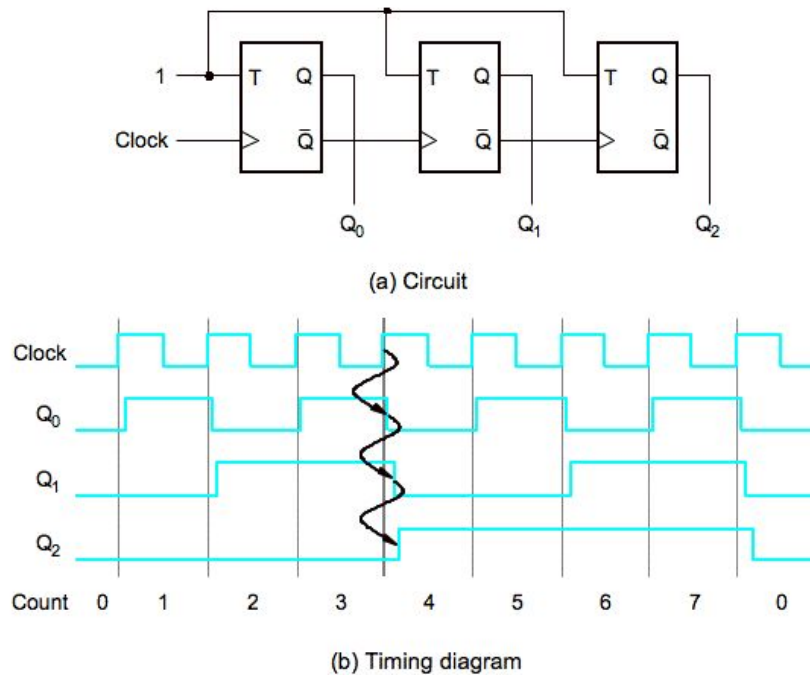 1 T Q T Q T Q
Clock Q̅ Q̅ Q̅
Q₀ Q₁ Q₂
(a) Circuit
Clock
Q₀
Q₁
Q₂
Count 0 1 2 3 4 5 6 7 0
(b) Timing diagram